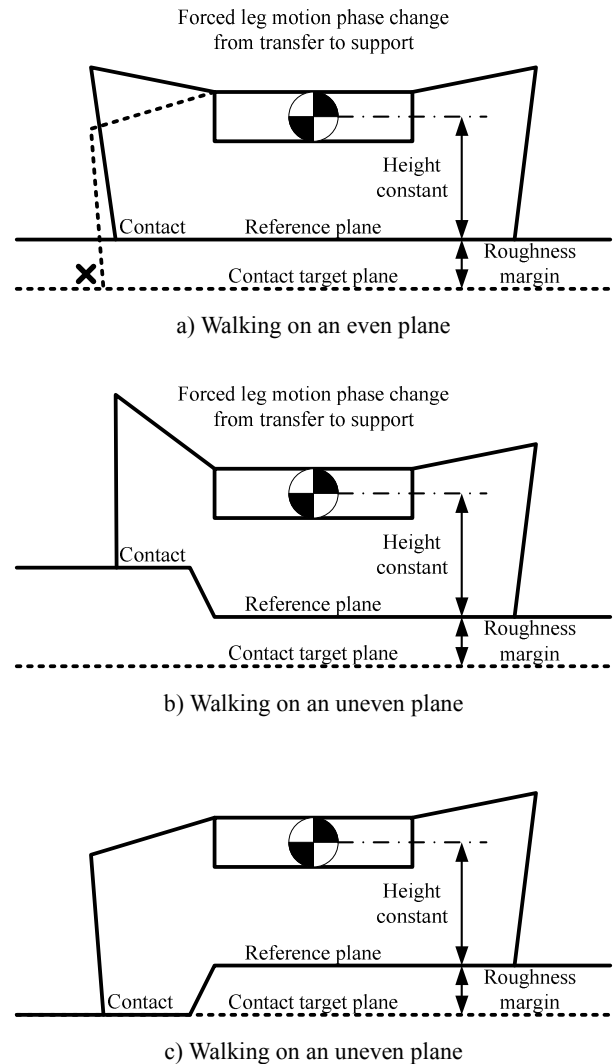 Forced leg motion phase change
from transfer to support
Height
constant
Contact
Reference plane
Roughness
margin
Contact target plane
a) Walking on an even plane
Forced leg motion phase change
from transfer to support
Height
constant
Contact
Reference plane
Roughness
margin
Contact target plane
b) Walking on an uneven plane
Height
constant
Reference plane
Roughness
margin
Contact
Contact target plane
c) Walking on an uneven plane